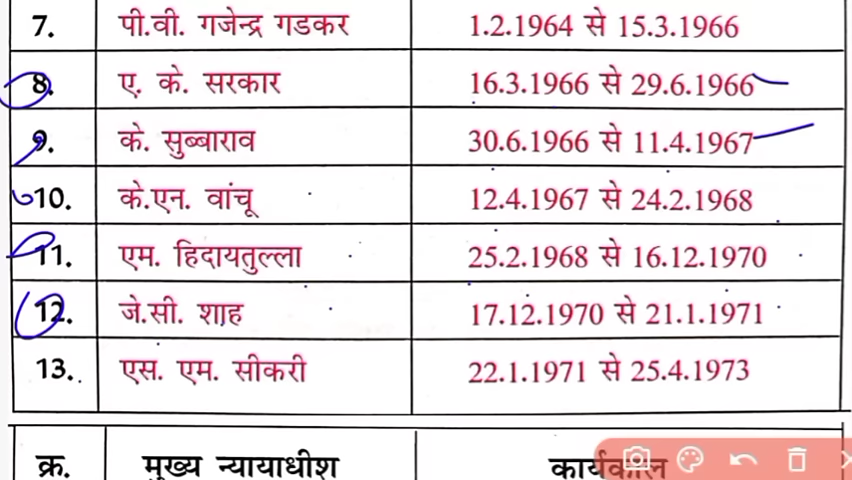 7. पी.वी. गजेन्द्र गडकर 1.2.1964 से 15.3.1966
8. ए. के. सरकार 16.3.1966 से 29.6.1966
9. के. सुब्बाराव 30.6.1966 से 11.4.1967
10. के.एन. वांचू 12.4.1967 से 24.2.1968
11. एम. हिदायतुल्ला 25.2.1968 से 16.12.1970
12. जे.सी. शाह 17.12.1970 से 21.1.1971
13. एस. एम. सीकरी 22.1.1971 से 25.4.1973
क्र. मुख्य न्यायाधीश कार्यकाल